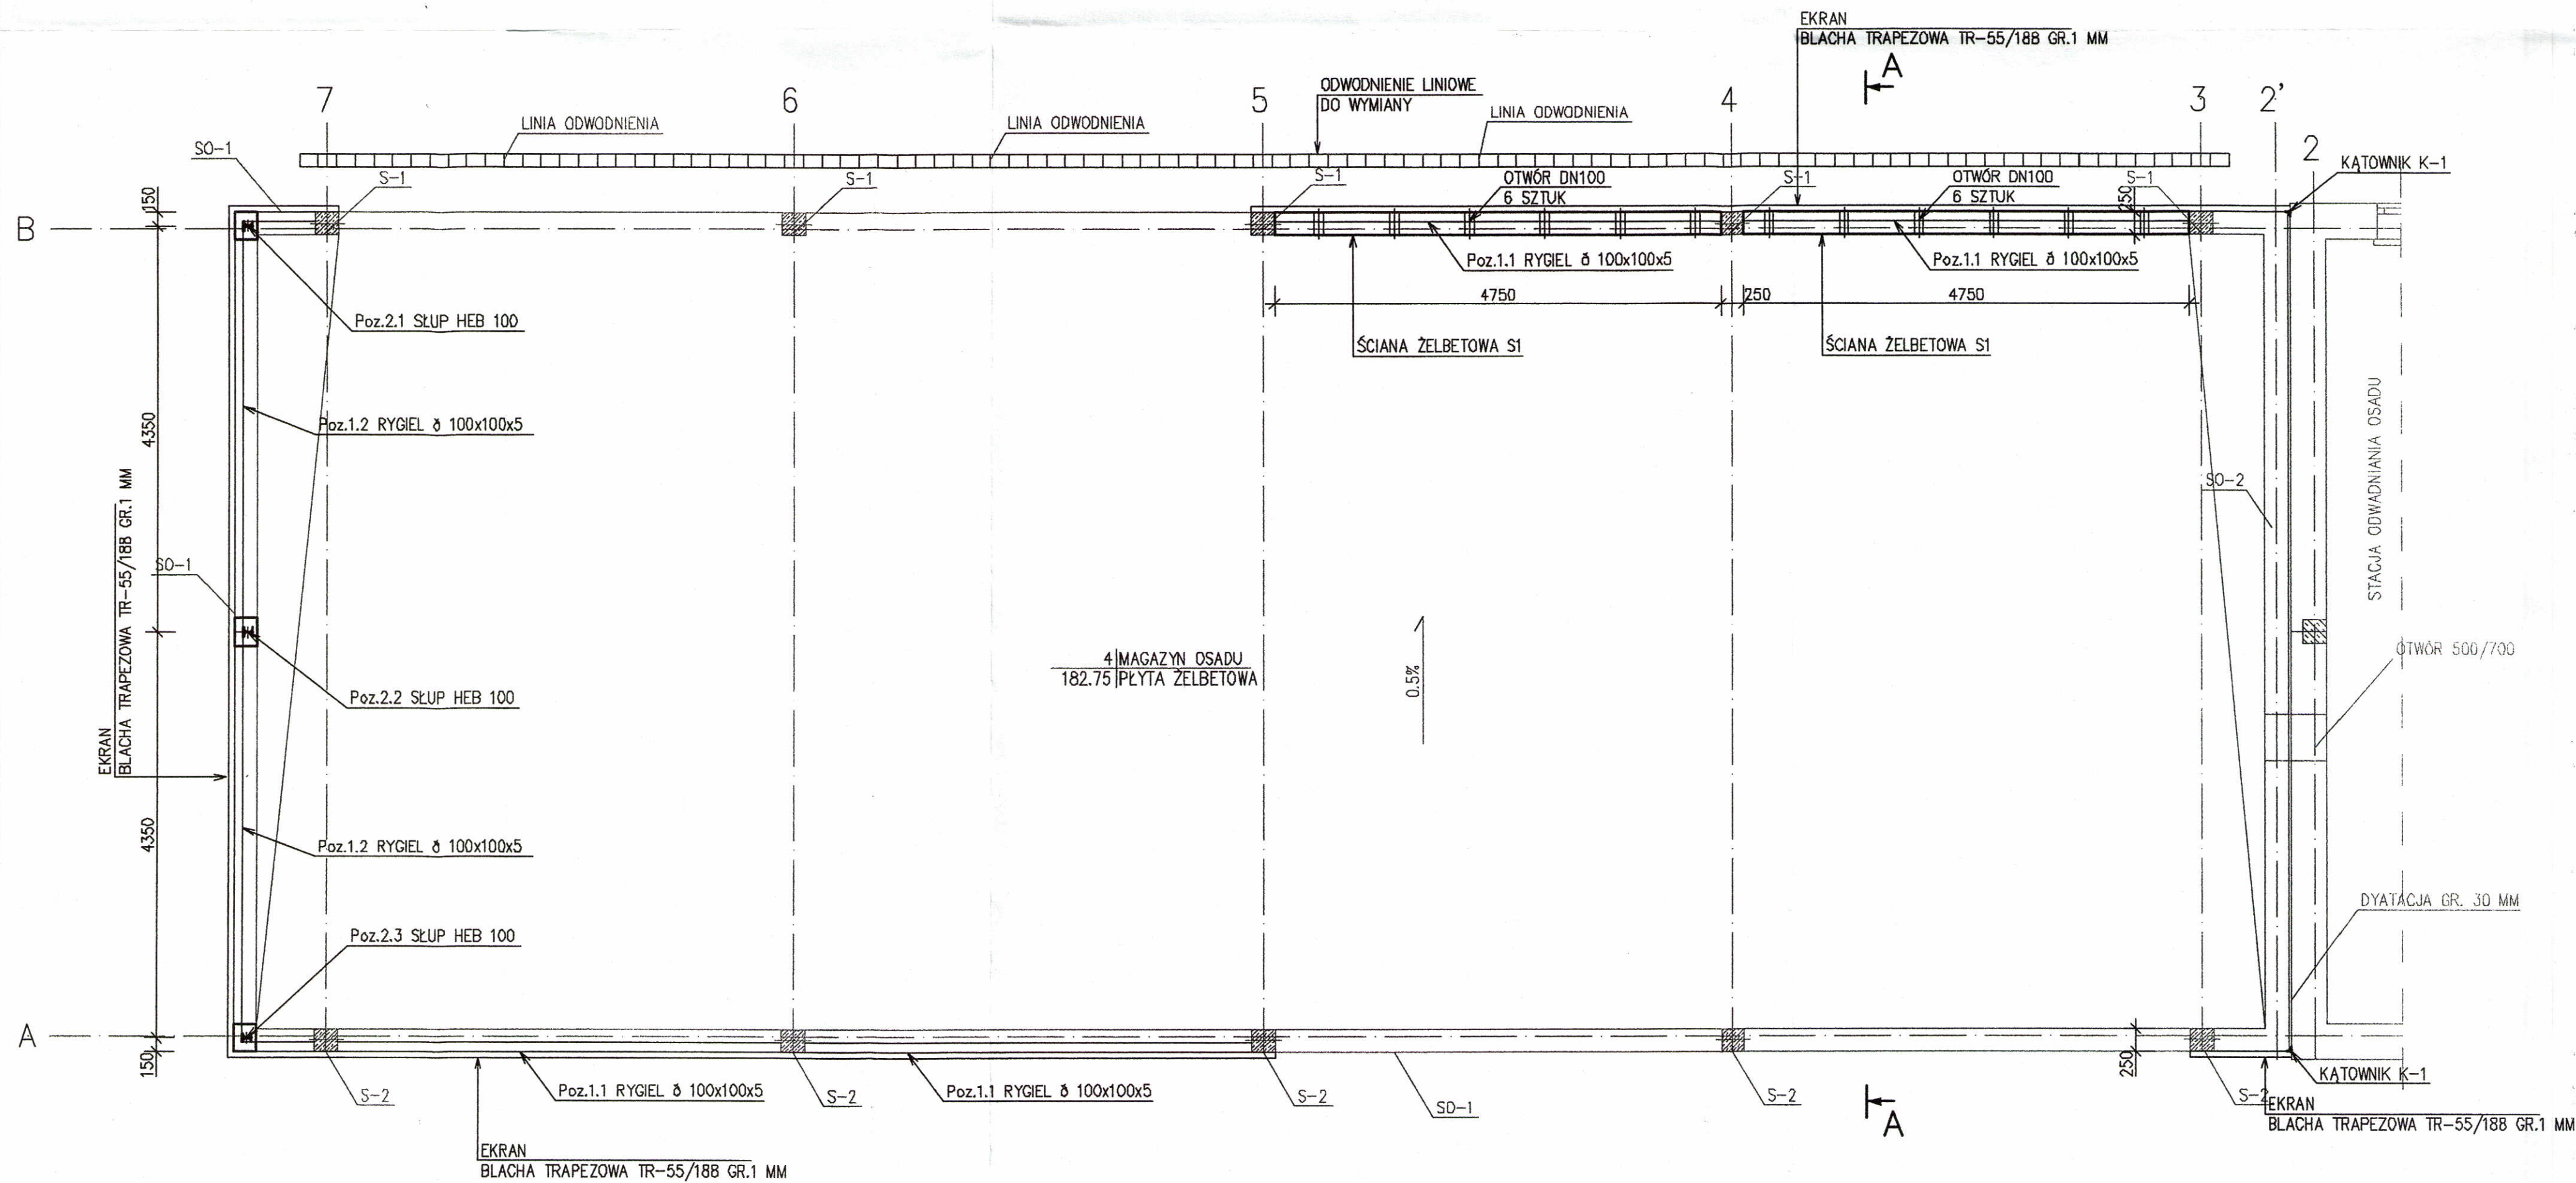 EKRAN
BLACHA TRAPEZOWA TR-55/188 GR.1 MM
A
ODWODNIENIE LINIOWE
DO WYMIANY
7
6
5
4
3
2'
2
LINIA ODWODNIENIA
LINIA ODWODNIENIA
LINIA ODWODNIENIA
SO-1
KĄTOWNIK K-1
S-1
S-1
S-1
OTWÓR DN100
6 SZTUK
S-1
OTWÓR DN100
6 SZTUK
S-1
150
250
B
Poz.1.1 RYGIEL ð 100x100x5
Poz.1.1 RYGIEL ð 100x100x5
4750
250
4750
Poz.2.1 SŁUP HEB 100
ŚCIANA ŻELBETOWA S1
ŚCIANA ŻELBETOWA S1
4350
Poz.1.2 RYGIEL ð 100x100x5
STACJA ODWADNIANIA OSADU
SO-2
EKRAN
BLACHA TRAPEZOWA TR-55/188 GR.1 MM
SO-1
4 MAGAZYN OSADU
182.75 PŁYTA ŻELBETOWA
0.5%
OTWÓR 500/700
Poz.2.2 SŁUP HEB 100
4350
Poz.1.2 RYGIEL ð 100x100x5
DYATACJA GR. 30 MM
Poz.2.3 SŁUP HEB 100
A
150
250
KĄTOWNIK K-1
S-2
Poz.1.1 RYGIEL ð 100x100x5
S-2
Poz.1.1 RYGIEL ð 100x100x5
S-2
SO-1
S-2
A
S-2
EKRAN
BLACHA TRAPEZOWA TR-55/188 GR.1 MM
EKRAN
BLACHA TRAPEZOWA TR-55/188 GR.1 MM